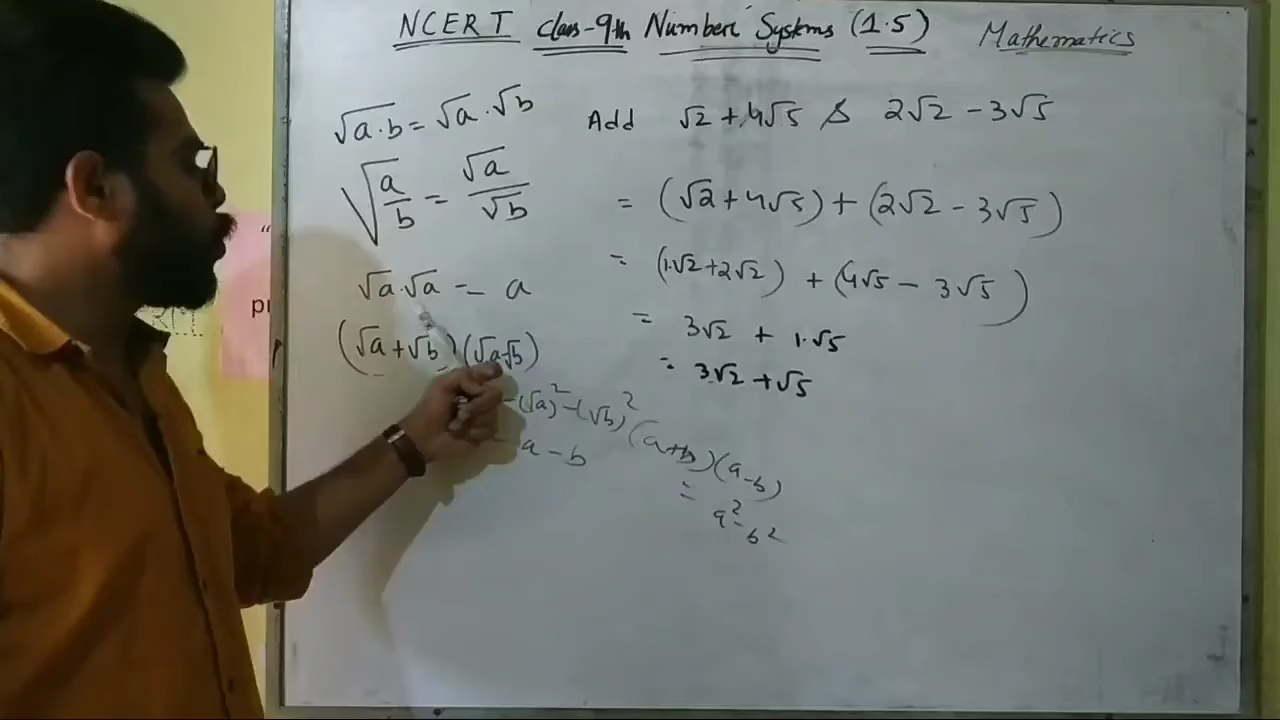 NCERT Class-9th Number Systems (1.5) Mathematics
√a·b = √a·√b
√a/b = √a/√b
√a·√a = a
(√a+√b)(√a-√b)
= (√a)²-(√b)²
a-b
Add √2+4√5 & 2√2-3√5
= (√2+4√5)+(2√2-3√5)
= (1·√2+2√2)+(4√5-3√5)
= 3√2 + 1·√5
= 3√2+√5
(a+b)(a-b)
= a²-b²
"
pr